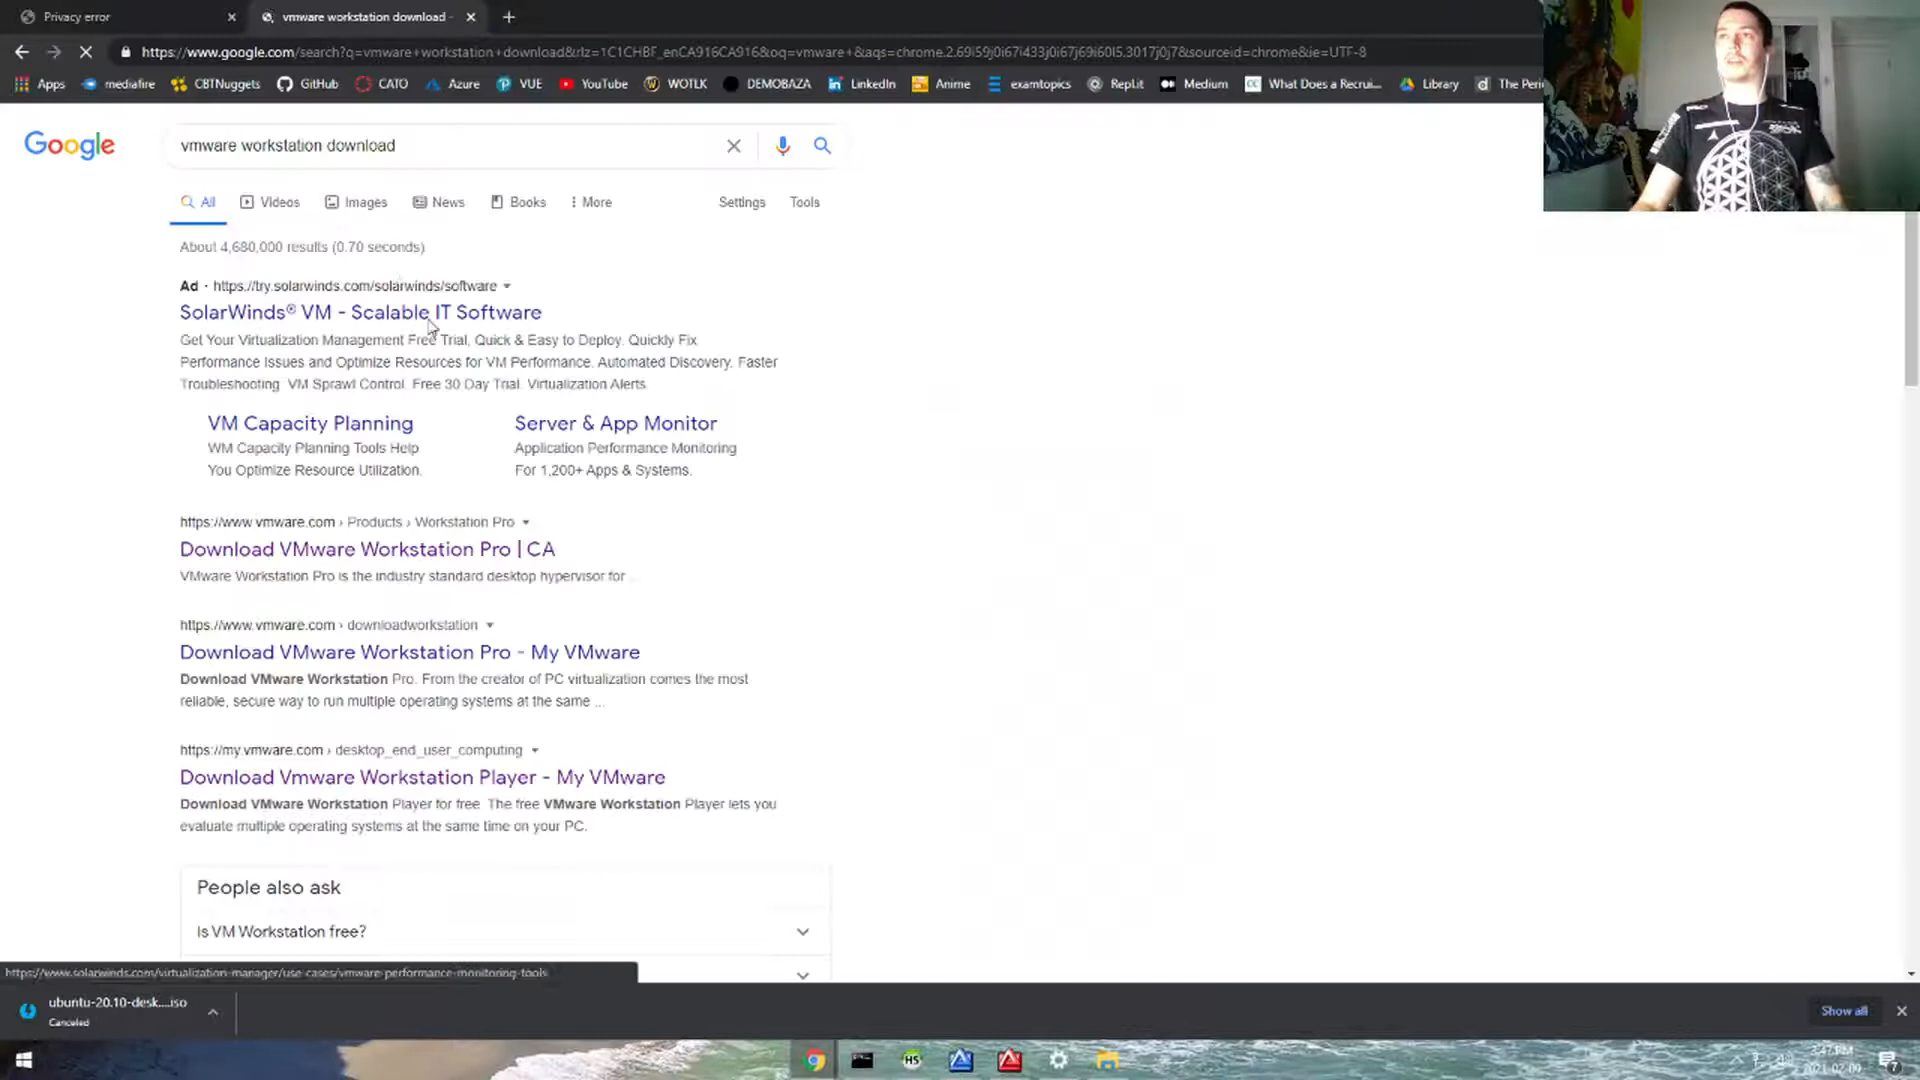 Privacy error
vmware workstation download -
https://www.google.com/search?q=vmware+workstation+download&rlz=1C1CHBF_enCA916CA916&oq=vmware+&aqs=chrome.2.69i59j0i67i433j0i67j69i60l5.3017j0j7&sourceid=chrome&ie=UTF-8
Apps mediafire CBTNuggets GitHub CATO Azure VUE YouTube WOTLK DEMOBAZA LinkedIn Anime examtopics Repl.it Medium What Does a Recrui... Library The Peri
Google
vmware workstation download
All Videos Images News Books More Settings Tools
About 4,680,000 results (0.70 seconds)
Ad · https://try.solarwinds.com/solarwinds/software
SolarWinds® VM - Scalable IT Software
Get Your Virtualization Management Free Trial, Quick & Easy to Deploy. Quickly Fix
Performance Issues and Optimize Resources for VM Performance. Automated Discovery. Faster
Troubleshooting. VM Sprawl Control. Free 30 Day Trial. Virtualization Alerts.
VM Capacity Planning
WM Capacity Planning Tools Help
You Optimize Resource Utilization.
Server & App Monitor
Application Performance Monitoring
For 1,200+ Apps & Systems.
https://www.vmware.com › Products › Workstation Pro
Download VMware Workstation Pro | CA
VMware Workstation Pro is the industry standard desktop hypervisor for ...
https://www.vmware.com › downloadworkstation
Download VMware Workstation Pro - My VMware
Download VMware Workstation Pro. From the creator of PC virtualization comes the most
reliable, secure way to run multiple operating systems at the same ...
https://my.vmware.com › desktop_end_user_computing
Download Vmware Workstation Player - My VMware
Download VMware Workstation Player for free. The free VMware Workstation Player lets you
evaluate multiple operating systems at the same time on your PC.
People also ask
Is VM Workstation free?
https://www.solarwinds.com/virtualization-manager/use-cases/vmware-performance-monitoring-tools
ubuntu-20.10-desk....iso
Canceled
Show all
3:47 PM
2021-02-09